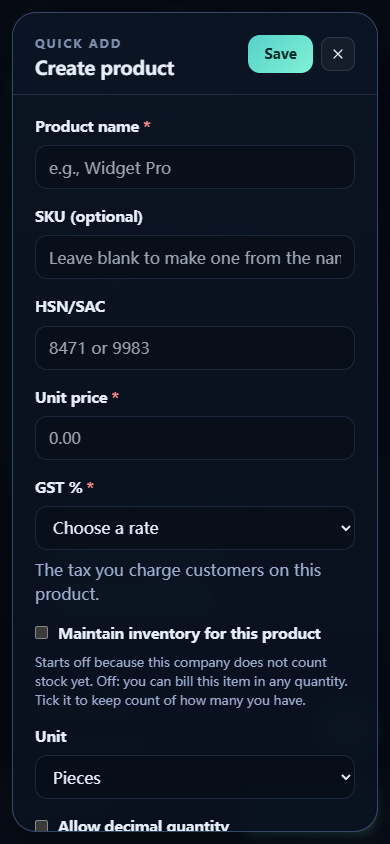 QUICK ADD
Create product
Save
×
Product name *
e.g., Widget Pro
SKU (optional)
Leave blank to make one from the nar
HSN/SAC
8471 or 9983
Unit price *
0.00
GST % *
Choose a rate
The tax you charge customers on this
product.
Maintain inventory for this product
Starts off because this company does not count
stock yet. Off: you can bill this item in any quantity.
Tick it to keep count of how many you have.
Unit
Pieces
Allow decimal quantity